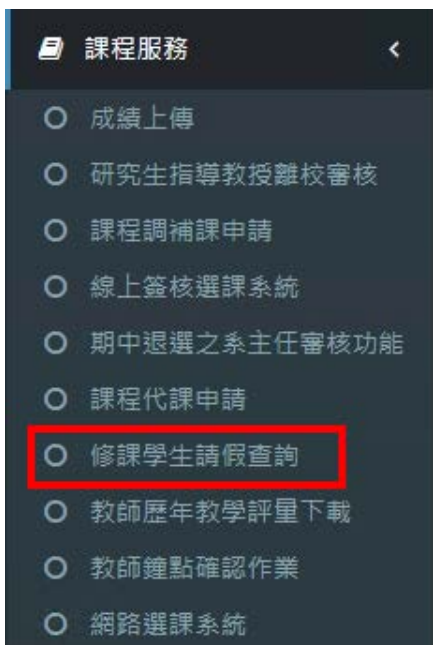 課程服務
成績上傳
研究生指導教授離校審核
課程調補課申請
線上簽核選課系統
期中退選之系主任審核功能
課程代課申請
修課學生請假查詢
教師歷年教學評量下載
教師鐘點確認作業
網路選課系統